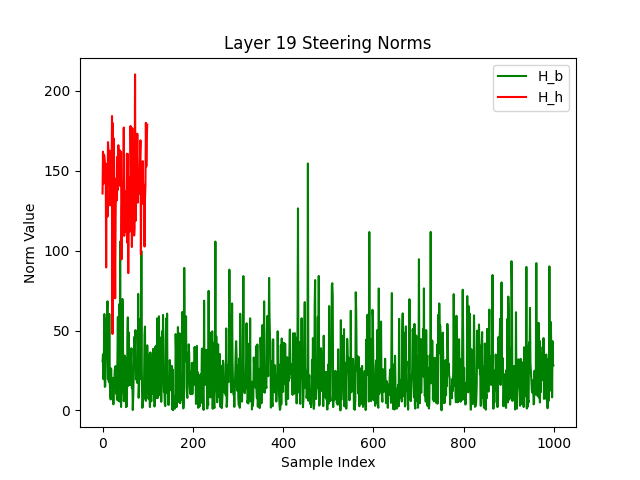 Layer 19 Steering Norms
H_b
H_h
Norm Value
200
150
100
50
0
0 200 400 600 800 1000
Sample Index